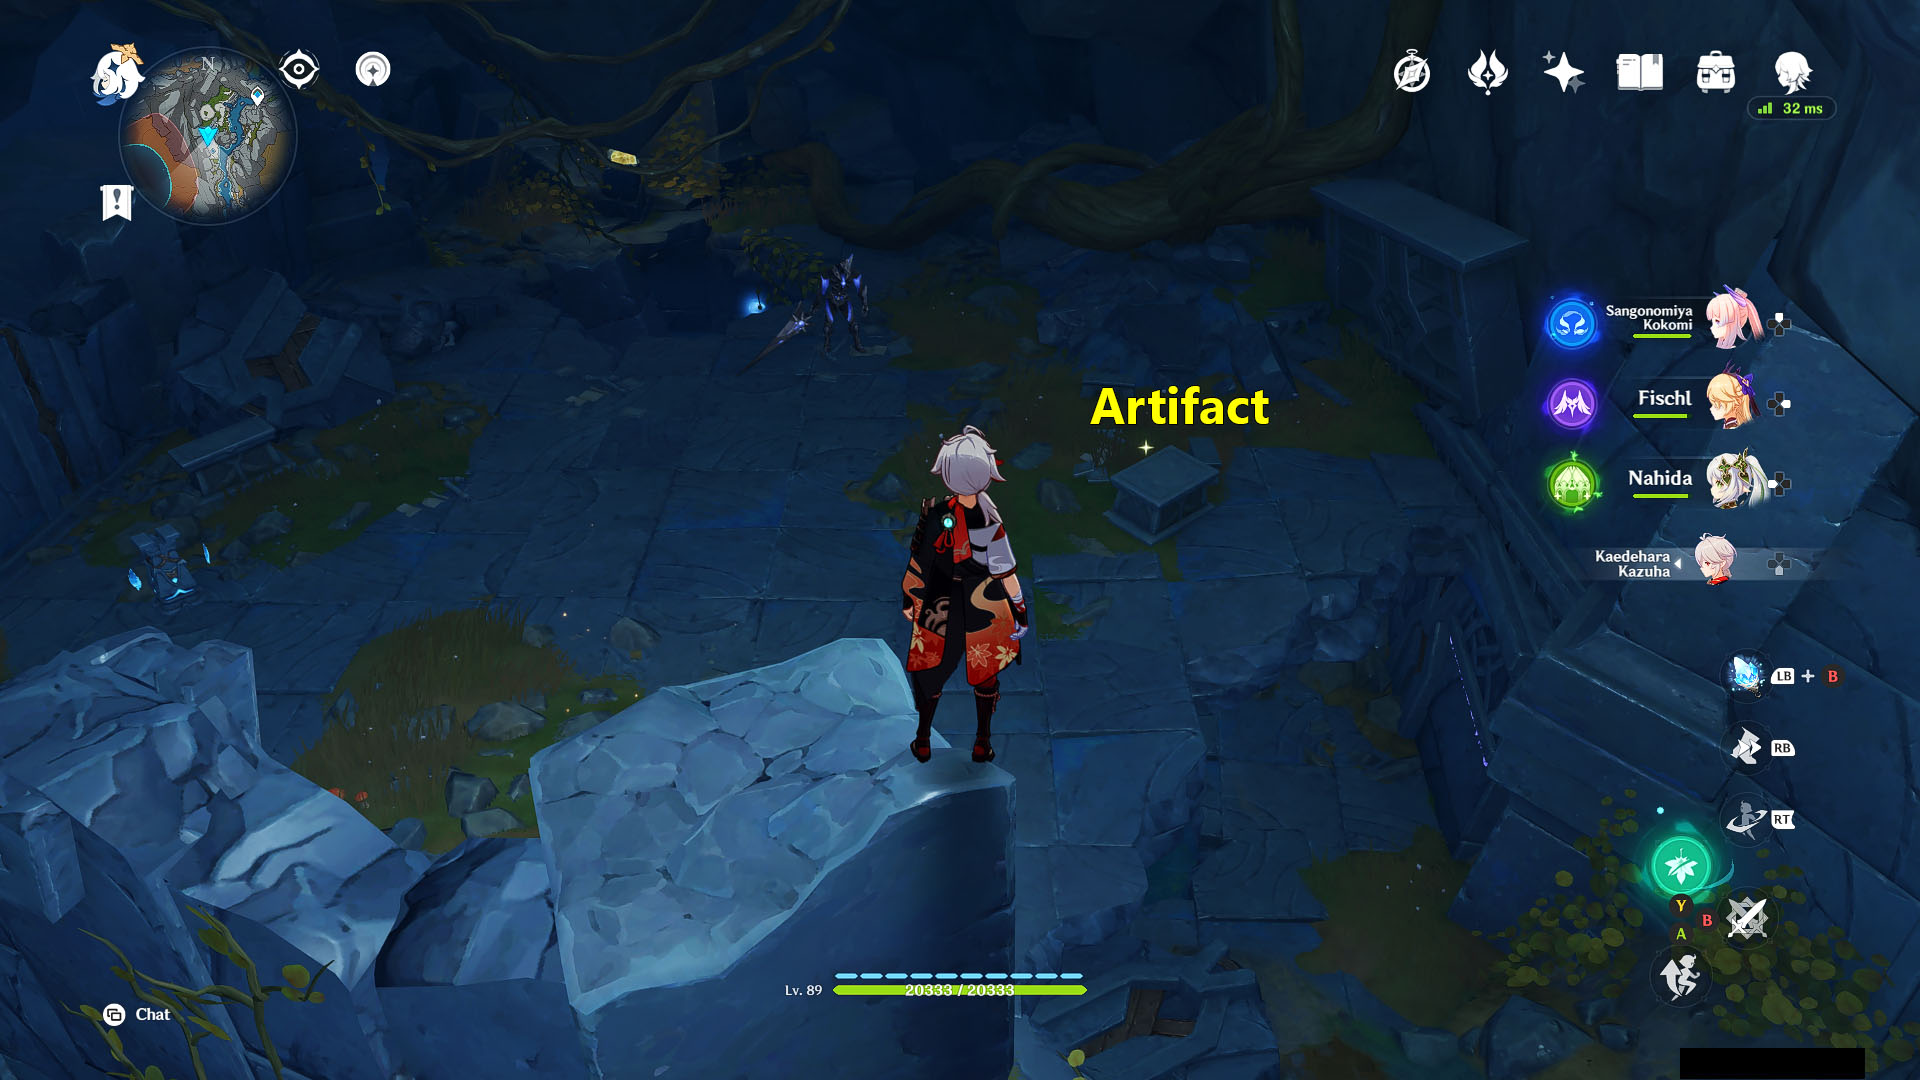 N
32 ms
Sangonomiya
Kokomi
Artifact
Fischl
Nahida
Kaedehara
Kazuha
LB + B
RB
RT
Y
B
A
Lv. 89
20333 / 20333
Chat